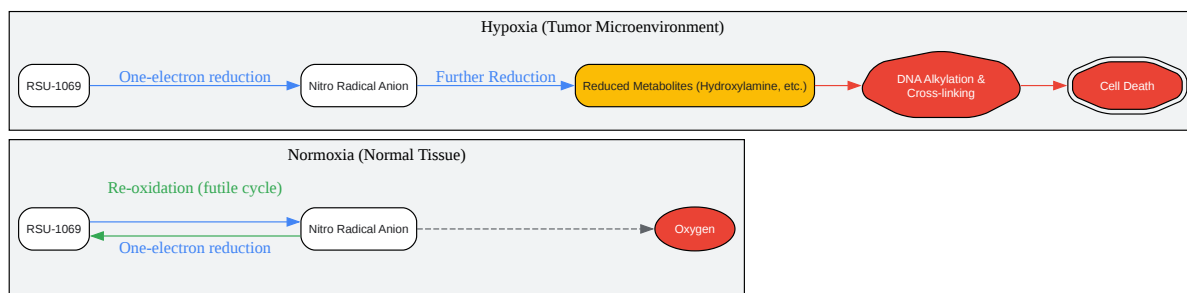 Hypoxia (Tumor Microenvironment)
RSU-1069
One-electron reduction
Nitro Radical Anion
Further Reduction
Reduced Metabolites (Hydroxylamine, etc.)
DNA Alkylation &
Cross-linking
Cell Death
Normoxia (Normal Tissue)
Re-oxidation (futile cycle)
RSU-1069
One-electron reduction
Nitro Radical Anion
Oxygen